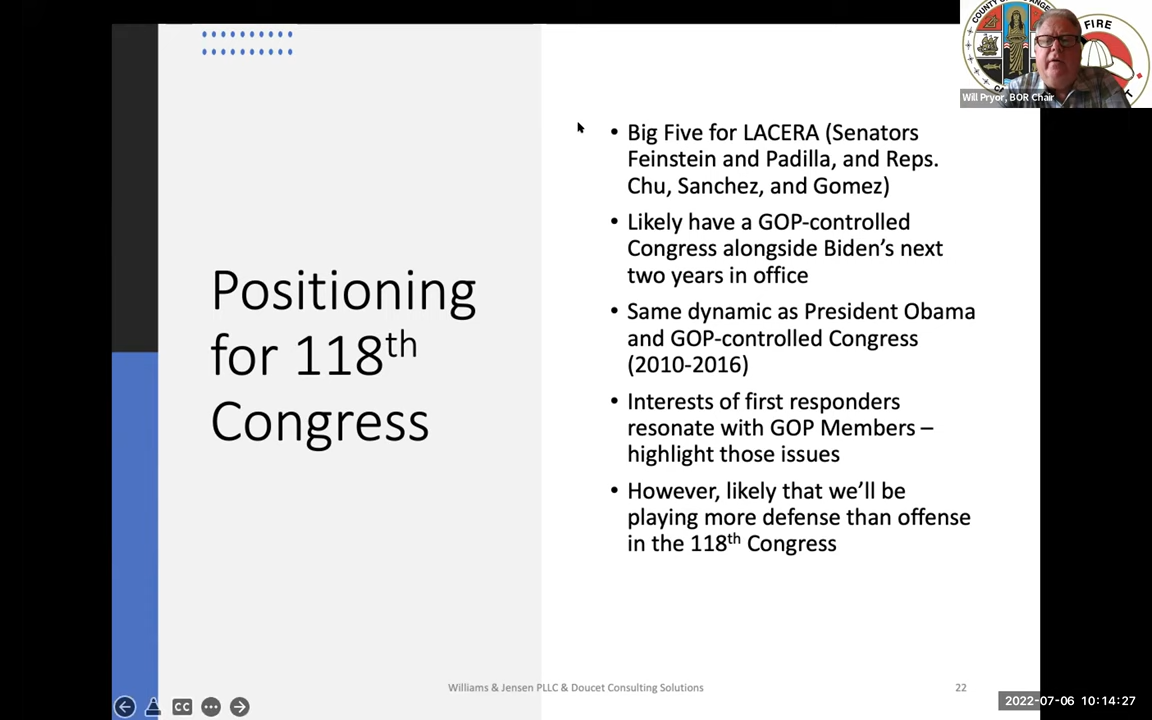 COUNTY OF
FIRE
Will Pryor, BOR Chair
Positioning
for 118th
Congress
• Big Five for LACERA (Senators
Feinstein and Padilla, and Reps.
Chu, Sanchez, and Gomez)
• Likely have a GOP-controlled
Congress alongside Biden’s next
two years in office
• Same dynamic as President Obama
and GOP-controlled Congress
(2010-2016)
• Interests of first responders
resonate with GOP Members –
highlight those issues
• However, likely that we’ll be
playing more defense than offense
in the 118th Congress
Williams & Jensen PLLC & Doucet Consulting Solutions
22
CC
2022-07-06 10:14:27